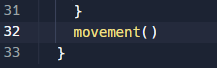 31 }
32 movement()
33 }